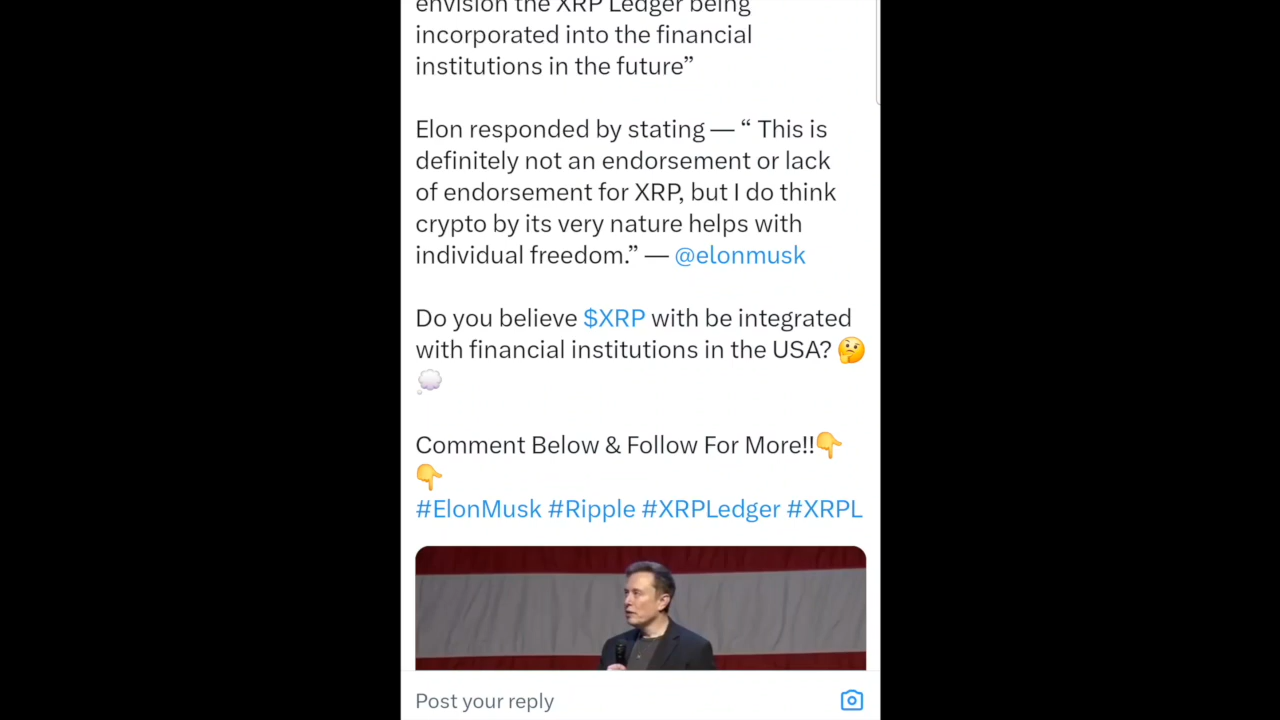 envision the XRP Ledger being
incorporated into the financial
institutions in the future”
Elon responded by stating — “ This is
definitely not an endorsement or lack
of endorsement for XRP, but I do think
crypto by its very nature helps with
individual freedom.” — @elonmusk
Do you believe $XRP with be integrated
with financial institutions in the USA? 🤔
💭
Comment Below & Follow For More!!👇
👇
#ElonMusk #Ripple #XRPLedger #XRPL
Post your reply